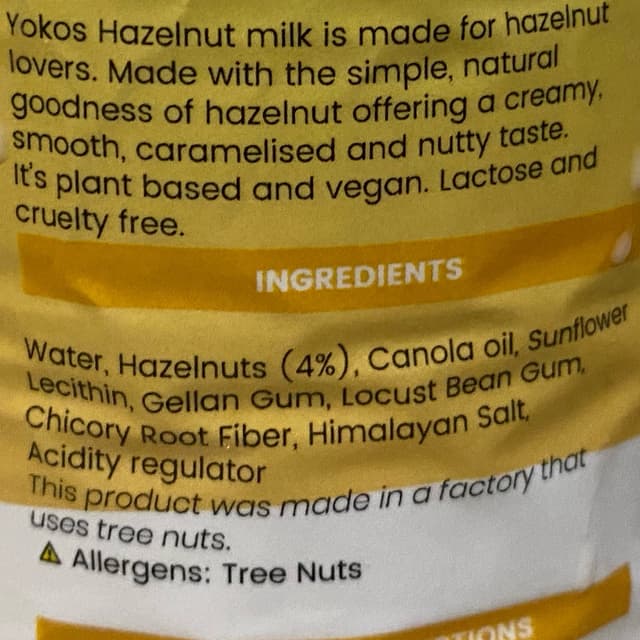 Yokos Hazelnut milk is made for hazelnut
lovers. Made with the simple, natural
goodness of hazelnut offering a creamy,
smooth, caramelised and nutty taste.
It's plant based and vegan. Lactose and
cruelty free.
INGREDIENTS
Water, Hazelnuts (4%), Canola oil, Sunflower
Lecithin, Gellan Gum, Locust Bean Gum,
Chicory Root Fiber, Himalayan Salt,
Acidity regulator
This product was made in a factory that
uses tree nuts.
Allergens: Tree Nuts